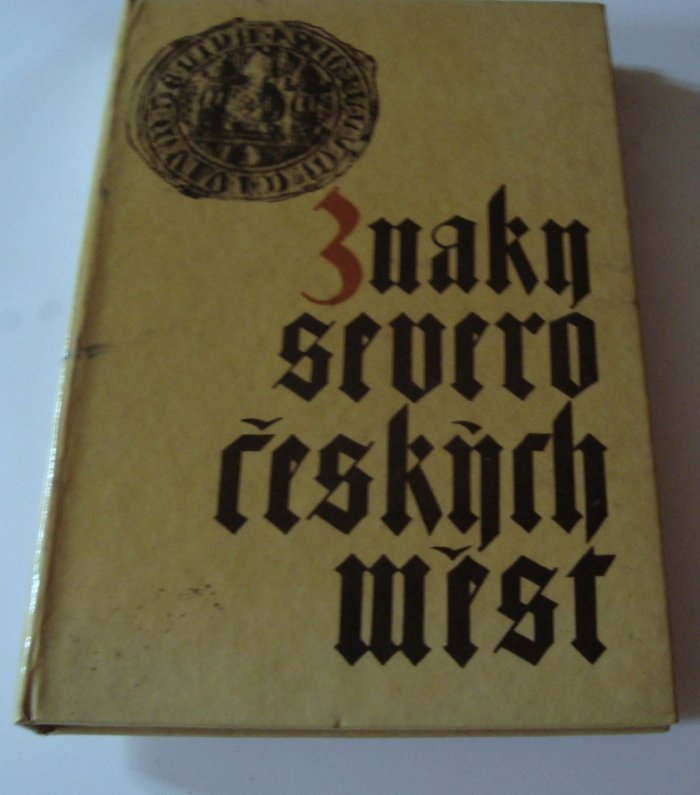 Znaky
severo
českých
měst